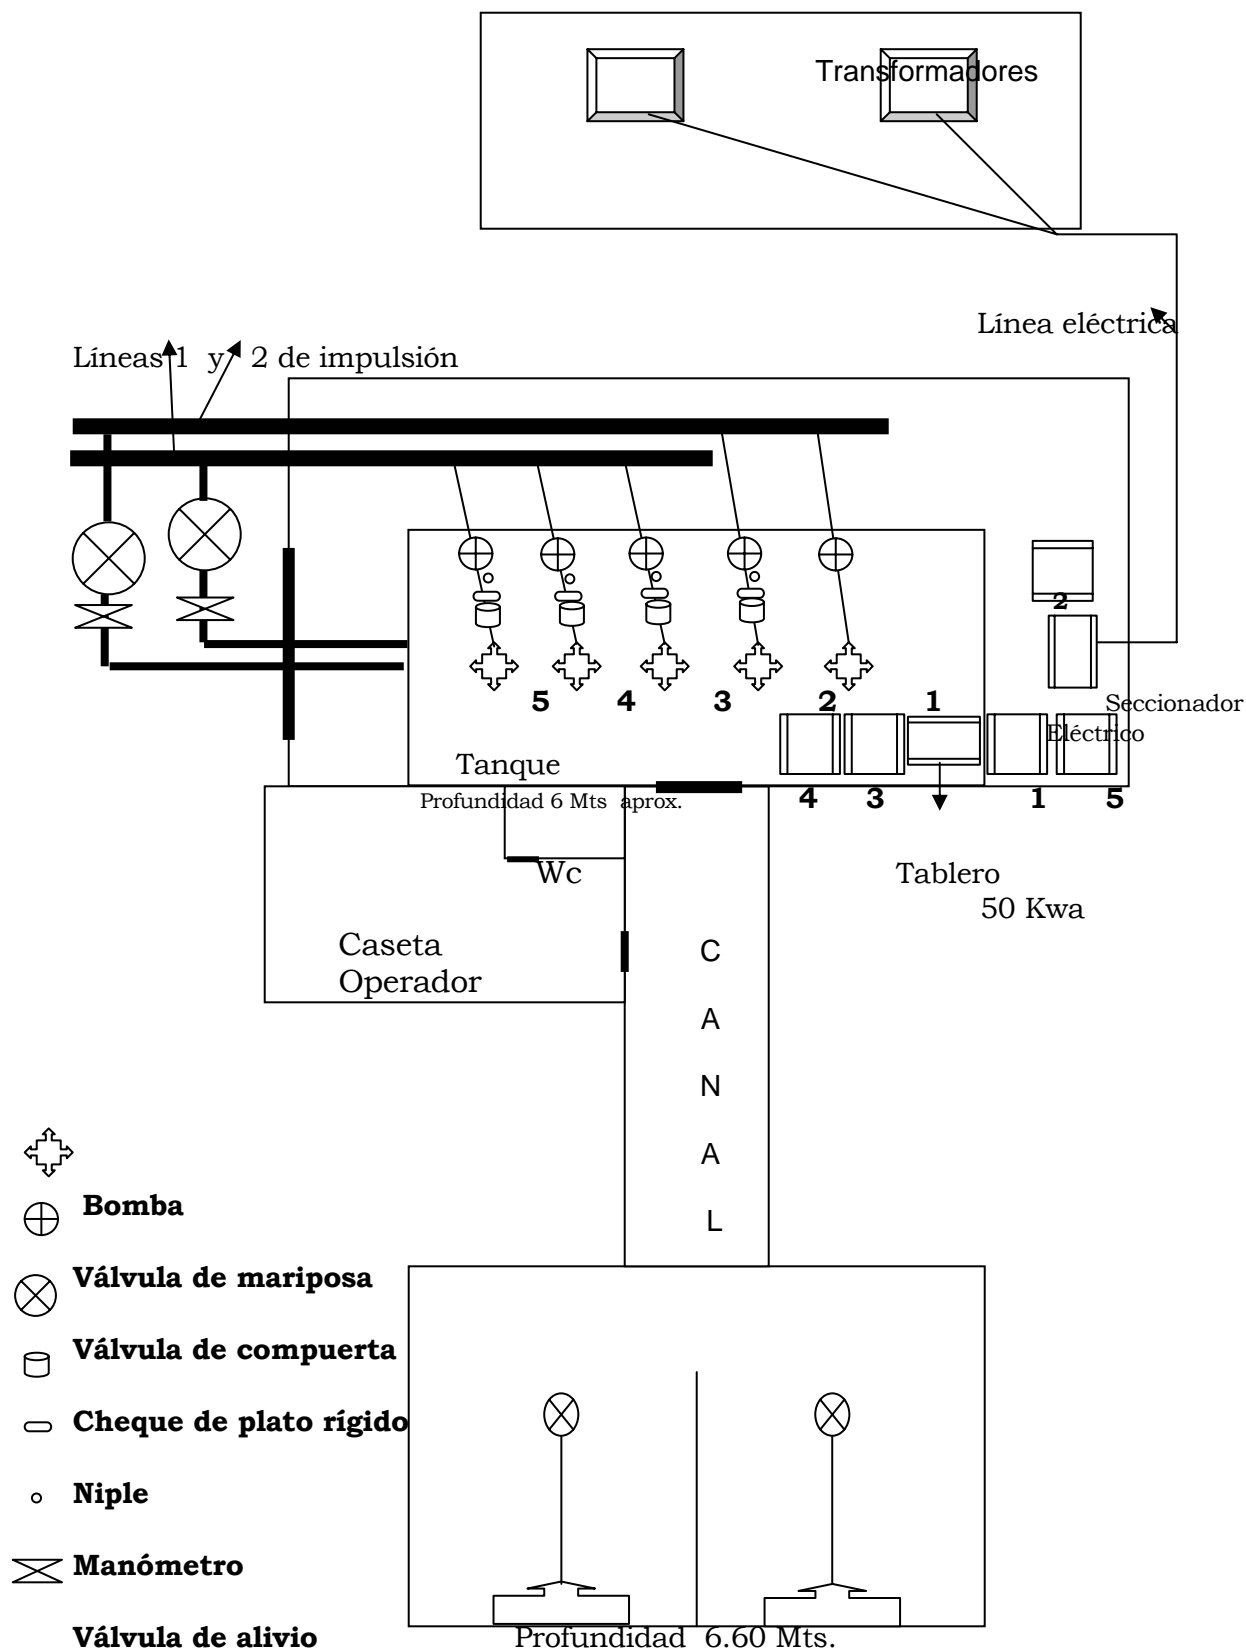 Transformadores
Línea eléctrica
Líneas 1 y 2 de impulsión
2
5 4 3 2 1
Seccionador
Eléctrico
Tanque
Profundidad 6 Mts aprox.
4 3 1 5
Wc
Tablero
50 Kwa
Caseta
Operador
C
A
N
A
L
Bomba
Válvula de mariposa
Válvula de compuerta
Cheque de plato rígido
Niple
Manómetro
Válvula de alivio
Profundidad 6.60 Mts.